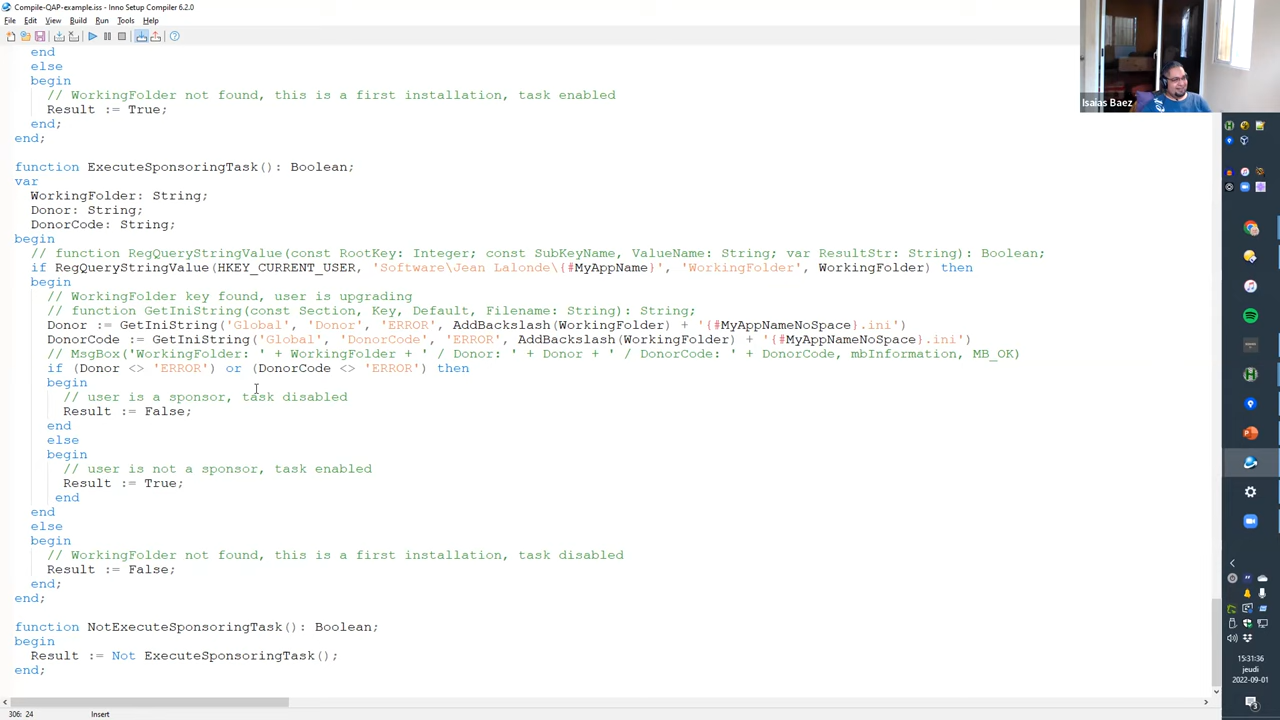 Compile-QAP-example.iss - Inno Setup Compiler 6.2.0
File Edit View Build Run Tools Help
end
else
begin
// WorkingFolder not found, this is a first installation, task enabled
Result := True;
end;
end;
function ExecuteSponsoringTask(): Boolean;
var
WorkingFolder: String;
Donor: String;
DonorCode: String;
begin
// function RegQueryStringValue(const RootKey: Integer; const SubKeyName, ValueName: String; var ResultStr: String): Boolean;
if RegQueryStringValue(HKEY_CURRENT_USER, 'Software\Jean Lalonde\{#MyAppName}', 'WorkingFolder', WorkingFolder) then
begin
// WorkingFolder key found, user is upgrading
// function GetIniString(const Section, Key, Default, Filename: String): String;
Donor := GetIniString('Global', 'Donor', 'ERROR', AddBackslash(WorkingFolder) + '{#MyAppNameNoSpace}.ini')
DonorCode := GetIniString('Global', 'DonorCode', 'ERROR', AddBackslash(WorkingFolder) + '{#MyAppNameNoSpace}.ini')
// MsgBox('WorkingFolder: ' + WorkingFolder + ' / Donor: ' + Donor + ' / DonorCode: ' + DonorCode, mbInformation, MB_OK)
if (Donor <> 'ERROR') or (DonorCode <> 'ERROR') then
begin
// user is a sponsor, task disabled
Result := False;
end
else
begin
// user is not a sponsor, task enabled
Result := True;
end
end
else
begin
// WorkingFolder not found, this is a first installation, task disabled
Result := False;
end;
end;
function NotExecuteSponsoringTask(): Boolean;
begin
Result := Not ExecuteSponsoringTask();
end;
306: 24 Insert
Isaias Baez
15:31:36
jeudi
2022-09-01